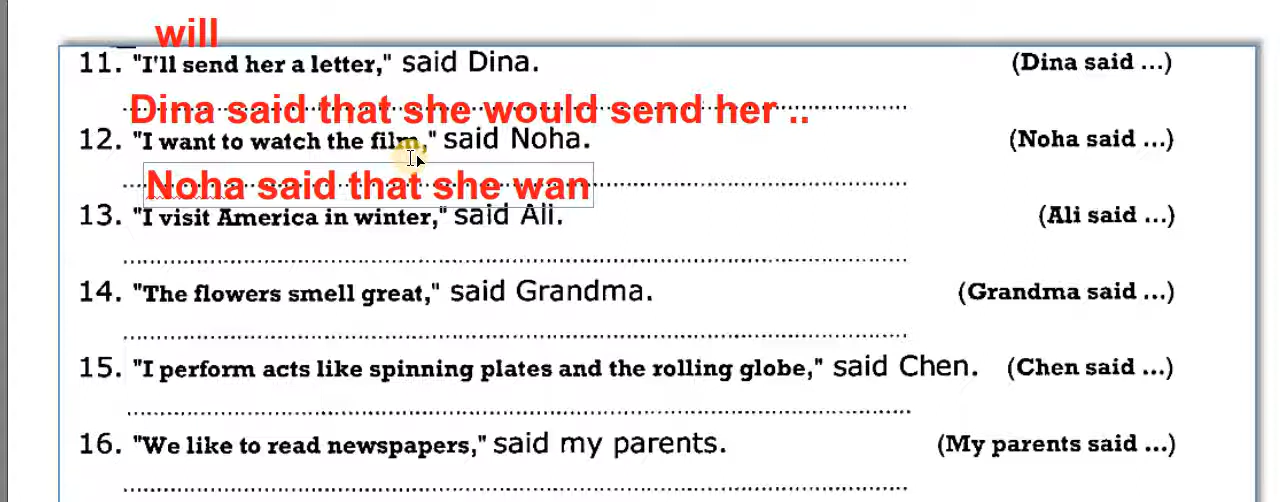 will
11. "I'll send her a letter," said Dina. (Dina said ...)
Dina said that she would send her ..
12. "I want to watch the film," said Noha. (Noha said ...)
Noha said that she wan
13. "I visit America in winter," said Ali. (Ali said ...)
14. "The flowers smell great," said Grandma. (Grandma said ...)
15. "I perform acts like spinning plates and the rolling globe," said Chen. (Chen said ...)
16. "We like to read newspapers," said my parents. (My parents said ...)